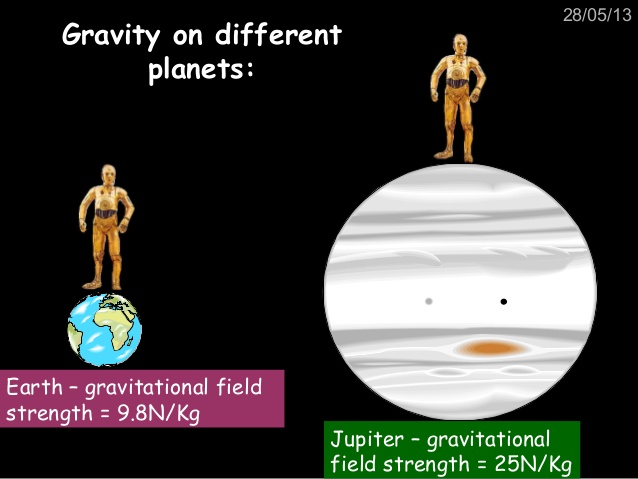 28/05/13
Gravity on different
planets:
Earth – gravitational field
strength = 9.8N/Kg
Jupiter – gravitational
field strength = 25N/Kg